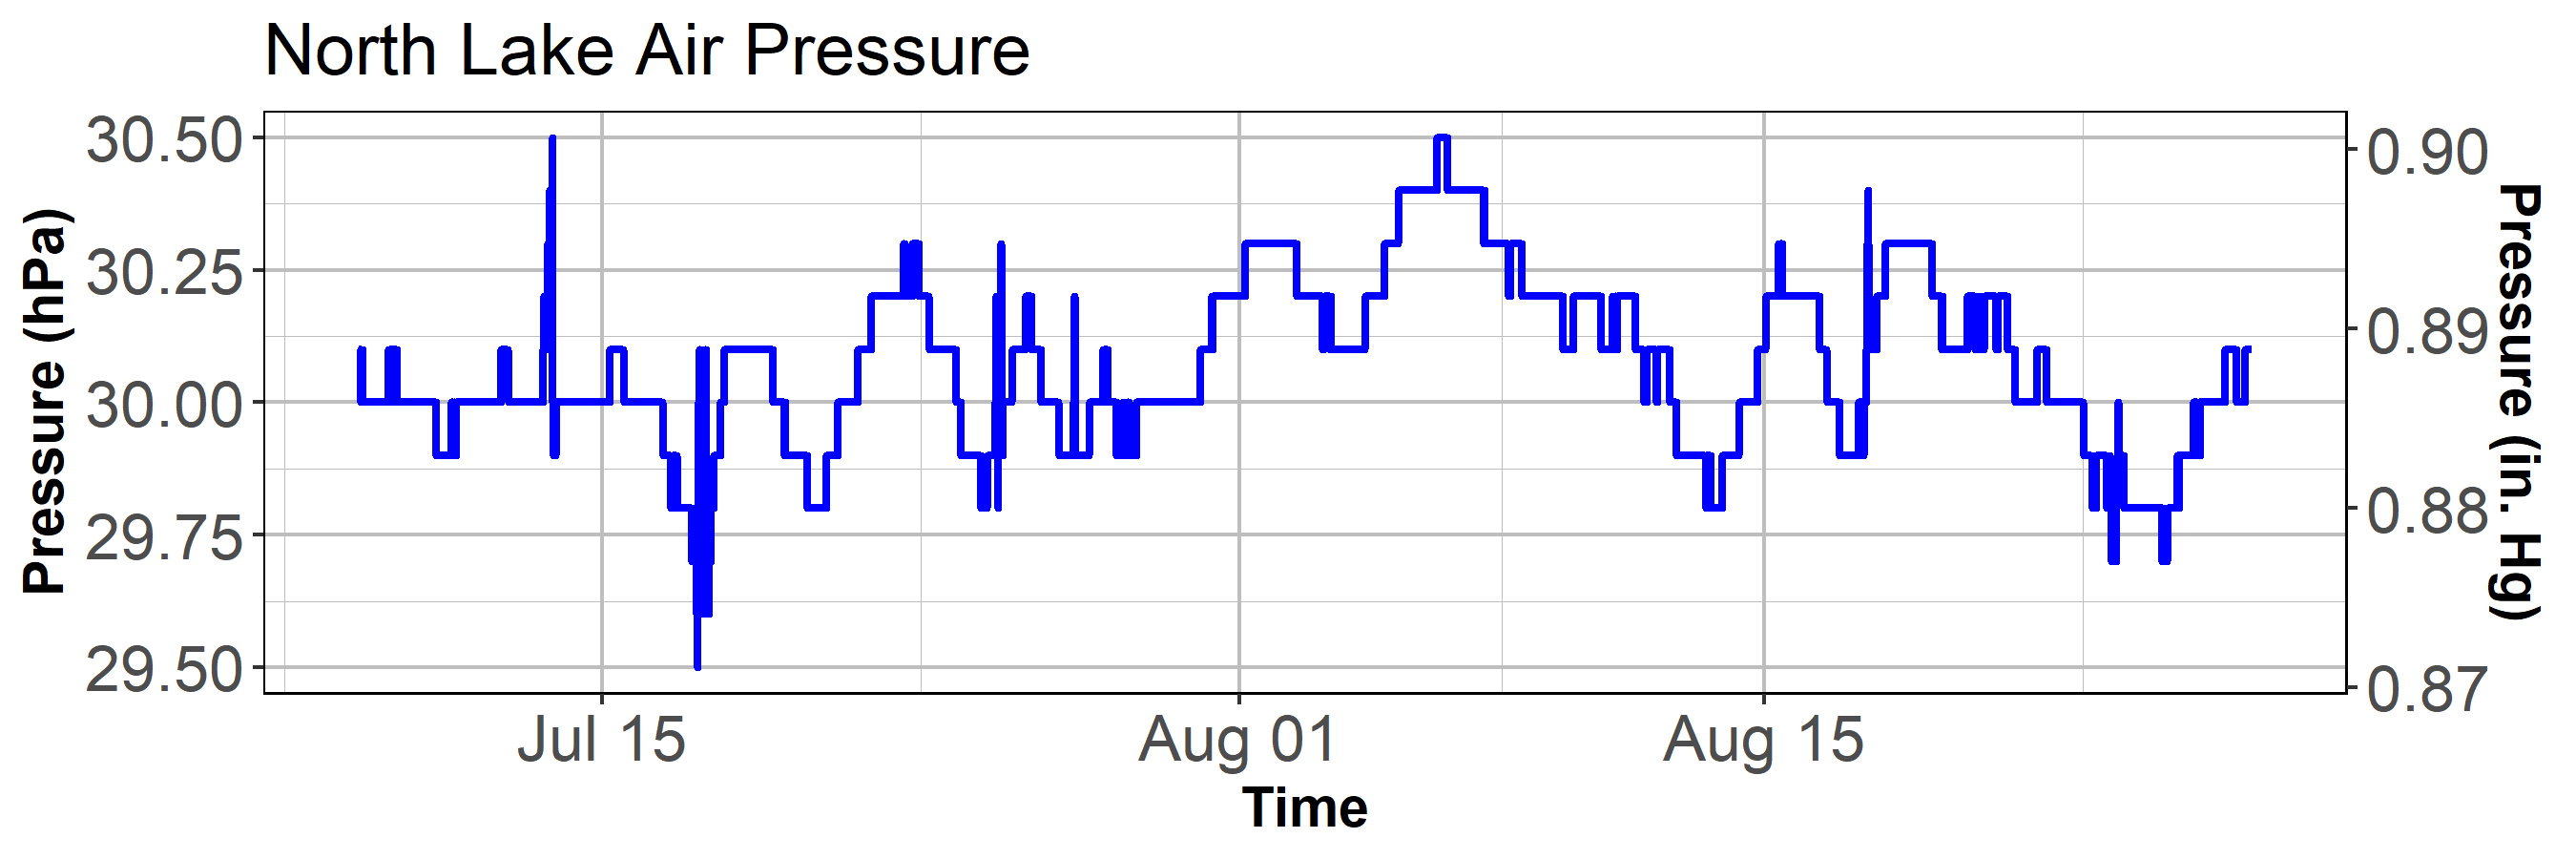 North Lake Air Pressure
Pressure (hPa)
30.50
30.25
30.00
29.75
29.50
0.90
0.89
0.88
0.87
Pressure (in. Hg)
Jul 15
Aug 01
Aug 15
Time